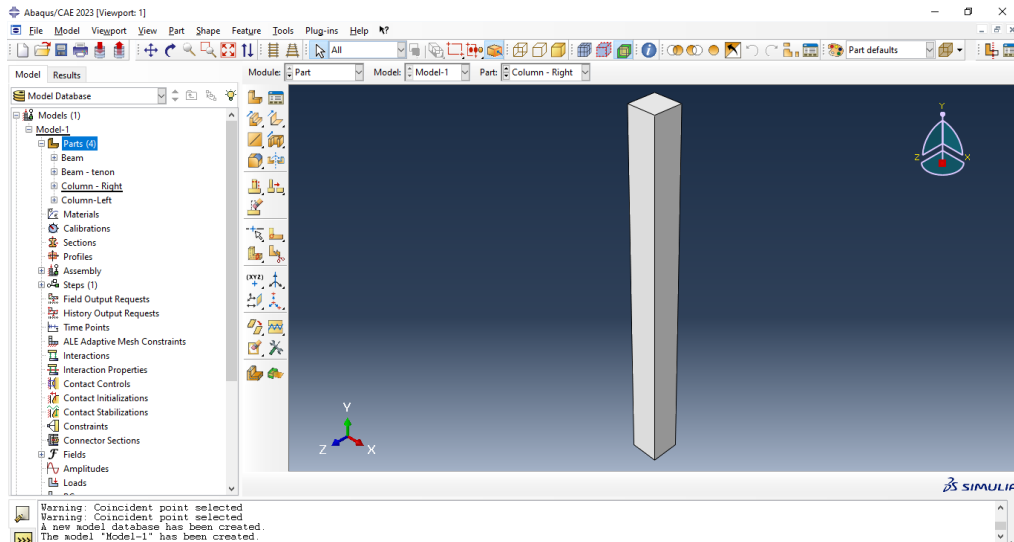 Abaqus/CAE 2023 [Viewport: 1]
File Model Viewport View Part Shape Feature Tools Plug-ins Help
All Part defaults
Model Results Module: Part Model: Model-1 Part: Column - Right
Model Database
Models (1)
Model-1
Parts (4)
Beam
Beam - tenon
Column - Right
Column-Left
Materials
Calibrations
Sections
Profiles
Assembly
Steps (1)
Field Output Requests
History Output Requests
Time Points
ALE Adaptive Mesh Constraints
Interactions
Interaction Properties
Contact Controls
Contact Initializations
Contact Stabilizations
Constraints
Connector Sections
Fields
Amplitudes
Loads
(XYZ)
Y
Z X
Y
Z X
SIMULIA
Warning: Coincident point selected
Warning: Coincident point selected
A new model database has been created.
The model "Model-1" has been created.